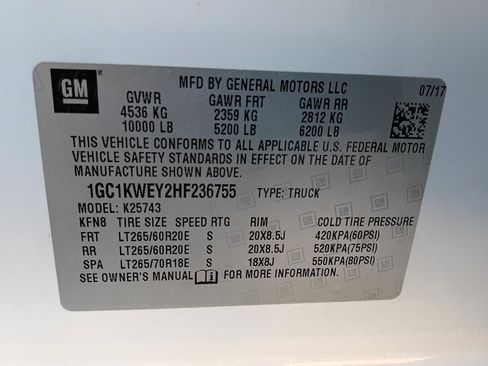 GM
MFD BY GENERAL MOTORS LLC
07/17
GVWR GAWR FRT GAWR RR
4536 KG 2359 KG 2812 KG
10000 LB 5200 LB 6200 LB
THIS VEHICLE CONFORMS TO ALL APPLICABLE U.S. FEDERAL MOTOR
VEHICLE SAFETY STANDARDS IN EFFECT ON THE DATE OF
MANUFACTURE SHOWN ABOVE.
1GC1KWEY2HF236755 TYPE: TRUCK
MODEL: K25743
KFN8 TIRE SIZE SPEED RTG RIM COLD TIRE PRESSURE
FRT LT265/60R20E S 20X8.5J 420KPA(60PSI)
RR LT265/60R20E S 20X8.5J 520KPA(75PSI)
SPA LT265/70R18E S 18X8J 550KPA(80PSI)
SEE OWNER'S MANUAL FOR MORE INFORMATION.